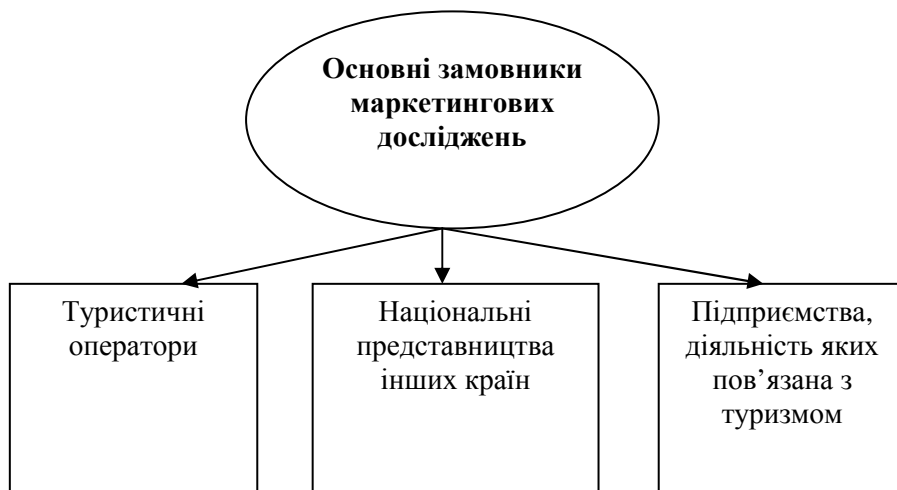 Основні замовники
маркетингових
досліджень
Туристичні
оператори
Національні
представництва
інших країн
Підприємства,
діяльність яких
пов’язана з
туризмом